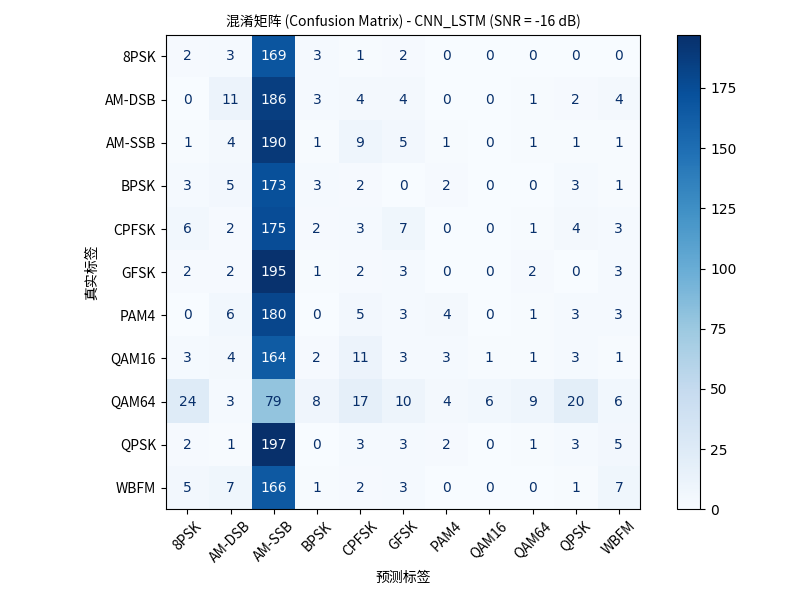 混淆矩阵 (Confusion Matrix) - CNN_LSTM (SNR = -16 dB)
真实标签
8PSK 2 3 169 3 1 2 0 0 0 0 0
AM-DSB 0 11 186 3 4 4 0 0 1 2 4
AM-SSB 1 4 190 1 9 5 1 0 1 1 1
BPSK 3 5 173 3 2 0 2 0 0 3 1
CPFSK 6 2 175 2 3 7 0 0 1 4 3
GFSK 2 2 195 1 2 3 0 0 2 0 3
PAM4 0 6 180 0 5 3 4 0 1 3 3
QAM16 3 4 164 2 11 3 3 1 1 3 1
QAM64 24 3 79 8 17 10 4 6 9 20 6
QPSK 2 1 197 0 3 3 2 0 1 3 5
WBFM 5 7 166 1 2 3 0 0 0 1 7
8PSK AM-DSB AM-SSB BPSK CPFSK GFSK PAM4 QAM16 QAM64 QPSK WBFM
预测标签
175
150
125
100
75
50
25
0